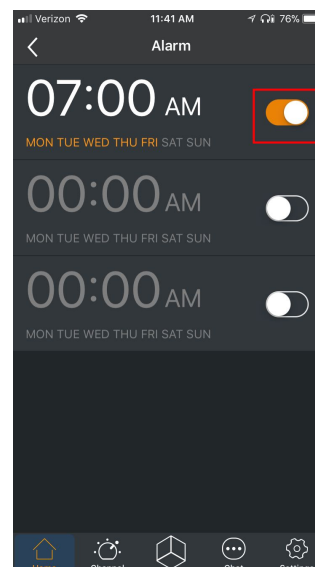 Verizon 11:41 AM 76%
Alarm
07:00 AM
MON TUE WED THU FRI SAT SUN
00:00 AM
MON TUE WED THU FRI SAT SUN
00:00 AM
MON TUE WED THU FRI SAT SUN
Home Channel Chat Settings